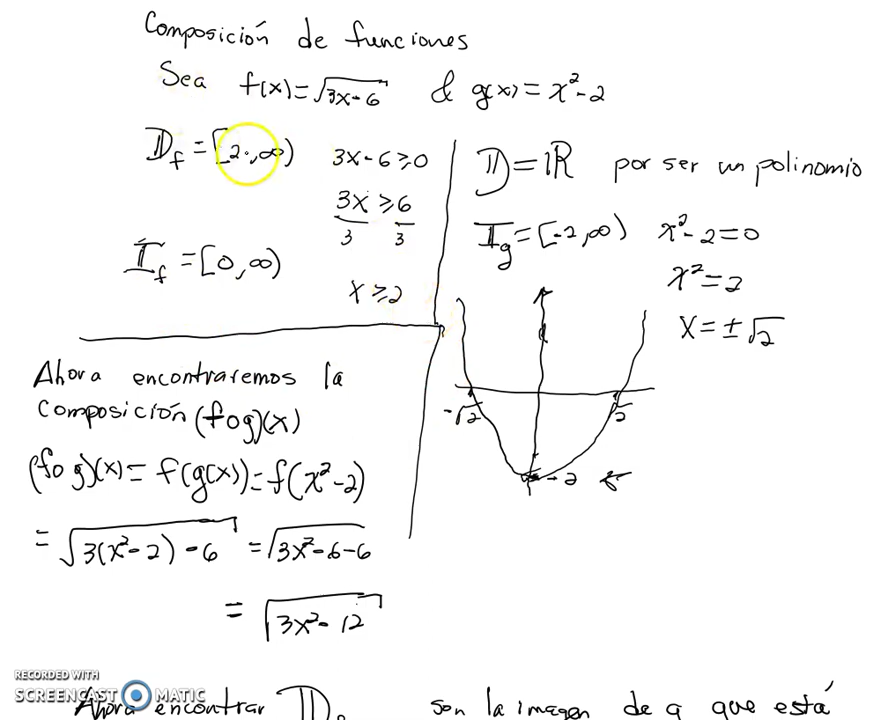 Composición de funciones
Sea f(x)=√(3x-6) & g(x)=x²-2
D_f=[2,∞)
3x-6≥0
3x≥6
3 3
x≥2
I_f=[0,∞)
D=ℝ por ser un polinomio
I_g=[-2,∞) x²-2=0
x²=2
x=±√2
-√2 √2
-2
Ahora encontraremos la
composición (fog)(x)
(fog)(x)=f(g(x))=f(x²-2)
=√(3(x²-2)-6) =√(3x²-6-6)
=√(3x²-12)
RECORDED WITH
SCREENCAST MATIC
Ahora encontrar D son la imagen de g que está